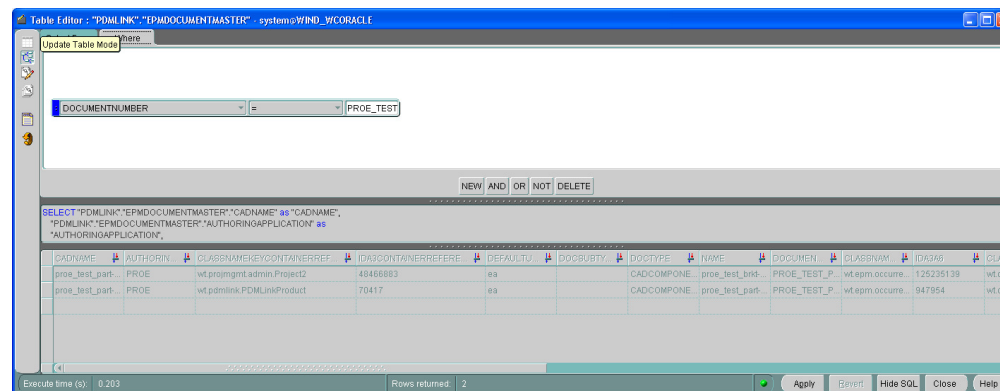 Table Editor : "PDMLINK"."EPMDOCUMENTMASTER" - system@WIND_WCORACLE
Where
Update Table Mode
DOCUMENTNUMBER = PROE_TEST
NEW AND OR NOT DELETE
SELECT "PDMLINK"."EPMDOCUMENTMASTER"."CADNAME" as "CADNAME",
"PDMLINK"."EPMDOCUMENTMASTER"."AUTHORINGAPPLICATION" as
"AUTHORINGAPPLICATION",
CADNAME AUTHORIN... CLASSNAMEKEYCONTAINERREF... IDA3CONTAINERREFERE... DEFAULTU... DOCSUBTY... DOCTYPE NAME DOCUMEN... CLASSNAM... IDA3A6 CLA
proe_test_part-... PROE wt.projmgmt.admin.Project2 48466883 ea CADCOMPONE... proe_test_brkt-... PROE_TEST_P... wt.epm.occurre... 125235139 wt.c
proe_test_part-... PROE wt.pdmlink.PDMLinkProduct 70417 ea CADCOMPONE... proe_test_part-... PROE_TEST_P... wt.epm.occurre... 947954 wt.c
Execute time (s): 0.203 Rows returned: 2 Apply Revert Hide SQL Close Help